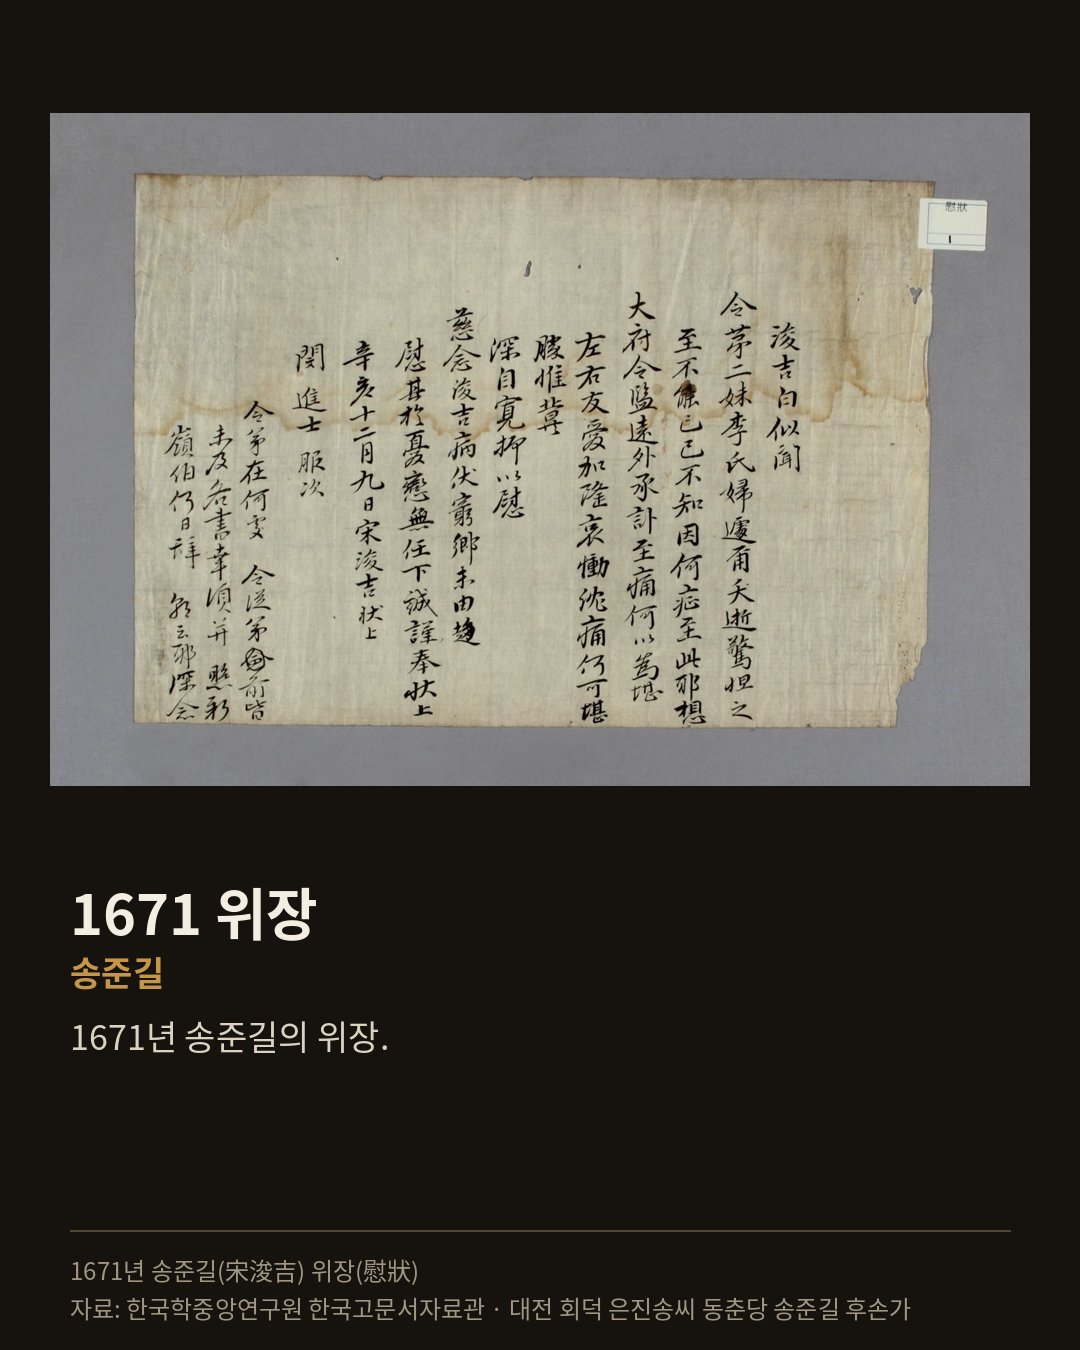 慰狀
1
浚吉白似聞
令第二妹李氏婦遽爾夭逝驚怛之
至不能已已不知因何症至此耶想
大府令監遠外承訃至痛何以爲堪
左右友愛加隆哀慟沈痛何可堪
勝惟冀
深自寬抑以慰
慈念浚吉病伏窮鄉未由趨
慰其於憂戀無任下誠謹奉狀上
辛亥十二月九日宋浚吉狀上
閔進士 服次
令弟在何處 令從弟 前皆
未及各書幸須並照
嶺伯何日拜 云耶深念
1671 위장
송준길
1671년 송준길의 위장.
1671년 송준길(宋浚吉) 위장(慰狀)
자료: 한국학중앙연구원 한국고문서자료관 · 대전 회덕 은진송씨 동춘당 송준길 후손가